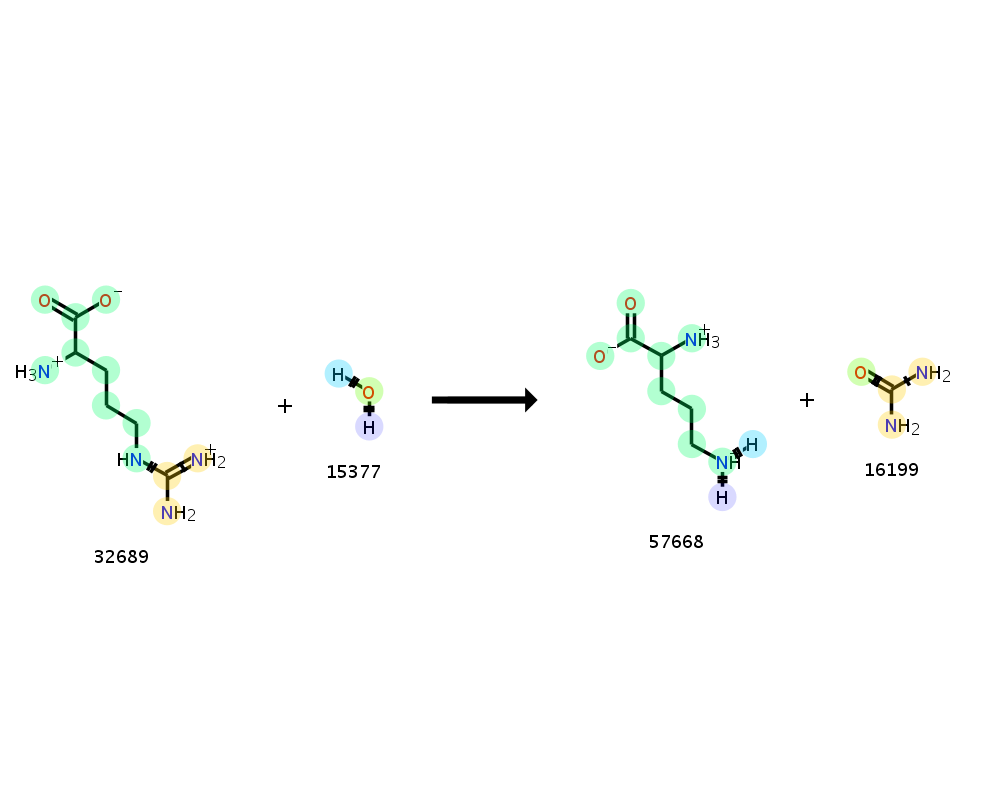 O O⁻
H₃N⁺
HN NH₂⁺
NH₂
32689
+
H O
H
15377
+
O
O⁻ NH₃⁺
NH⁺ H
H
57668
O NH₂
NH₂
16199